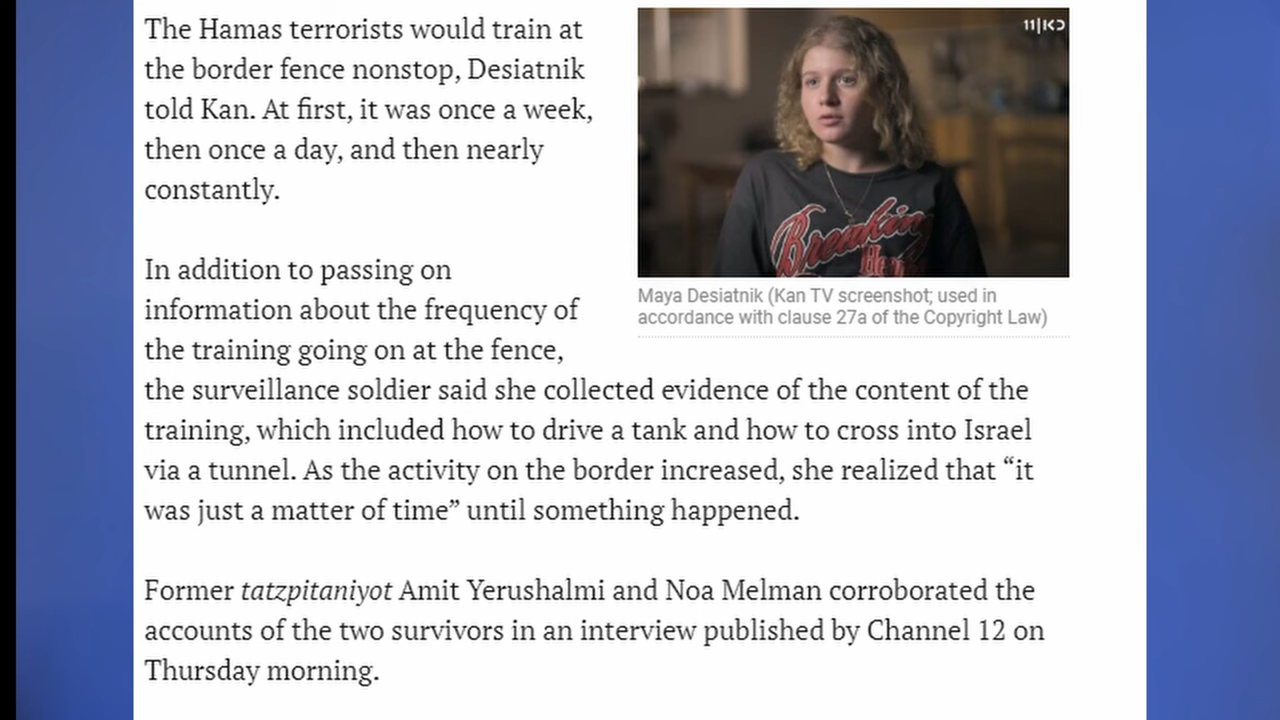 The Hamas terrorists would train at
the border fence nonstop, Desiatnik
told Kan. At first, it was once a week,
then once a day, and then nearly
constantly.
In addition to passing on
information about the frequency of
the training going on at the fence,
the surveillance soldier said she collected evidence of the content of the
training, which included how to drive a tank and how to cross into Israel
via a tunnel. As the activity on the border increased, she realized that “it
was just a matter of time” until something happened.
Former tatzpitaniyot Amit Yerushalmi and Noa Melman corroborated the
accounts of the two survivors in an interview published by Channel 12 on
Thursday morning.
כאן|11
Breaking
Maya Desiatnik (Kan TV screenshot; used in
accordance with clause 27a of the Copyright Law)